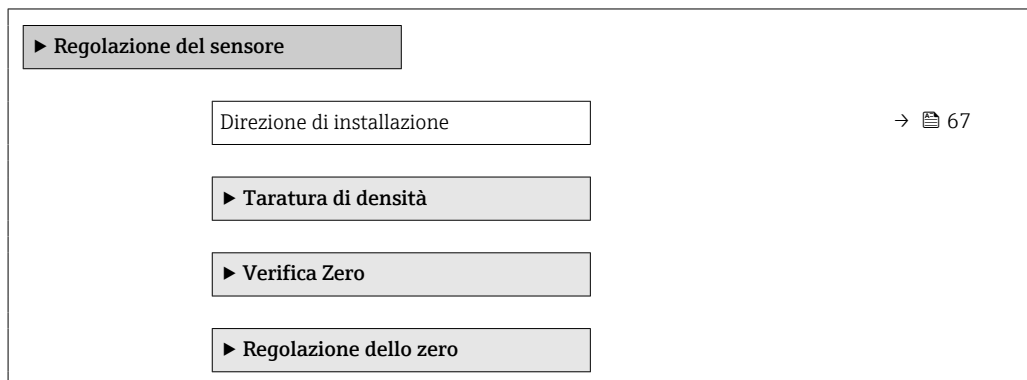 ▶ Regolazione del sensore
Direzione di installazione → 🖺 67
▶ Taratura di densità
▶ Verifica Zero
▶ Regolazione dello zero